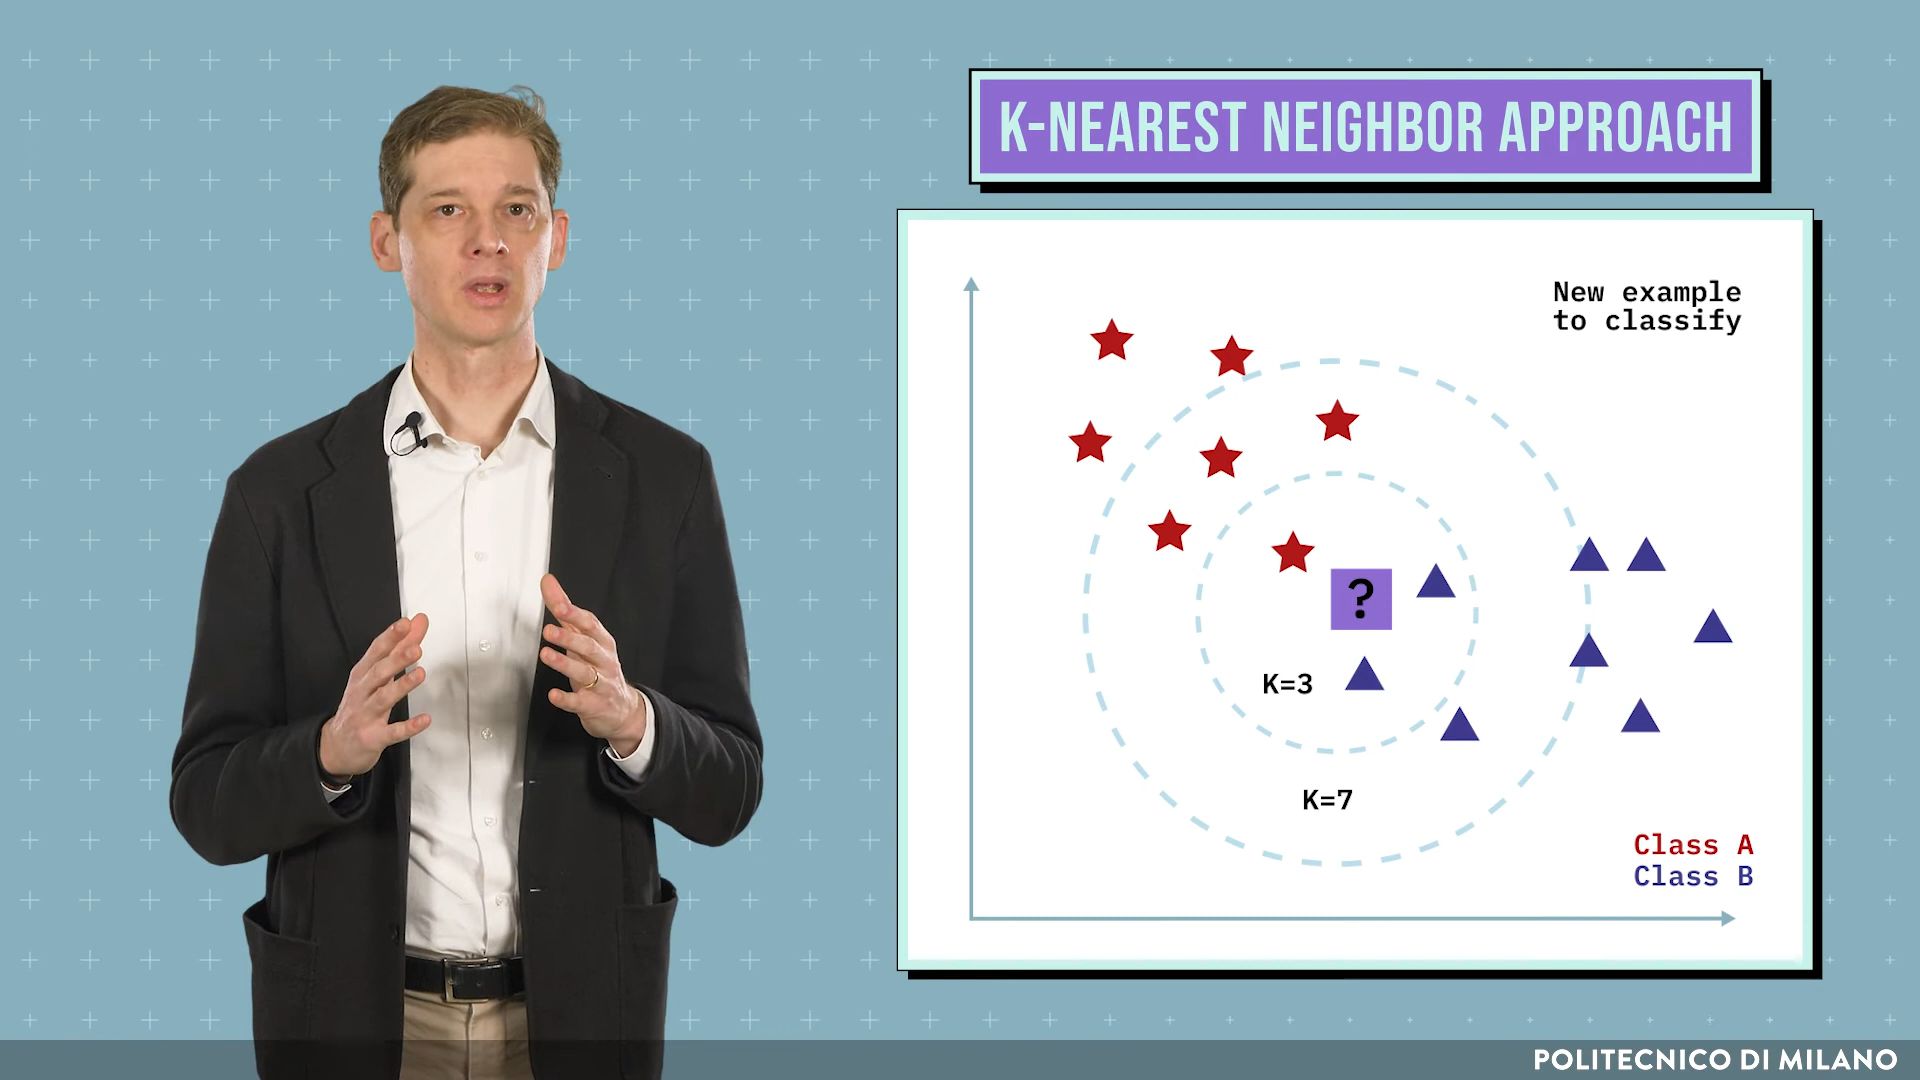 K-NEAREST NEIGHBOR APPROACH
New example
to classify
?
K=3
K=7
Class A
Class B
POLITECNICO DI MILANO